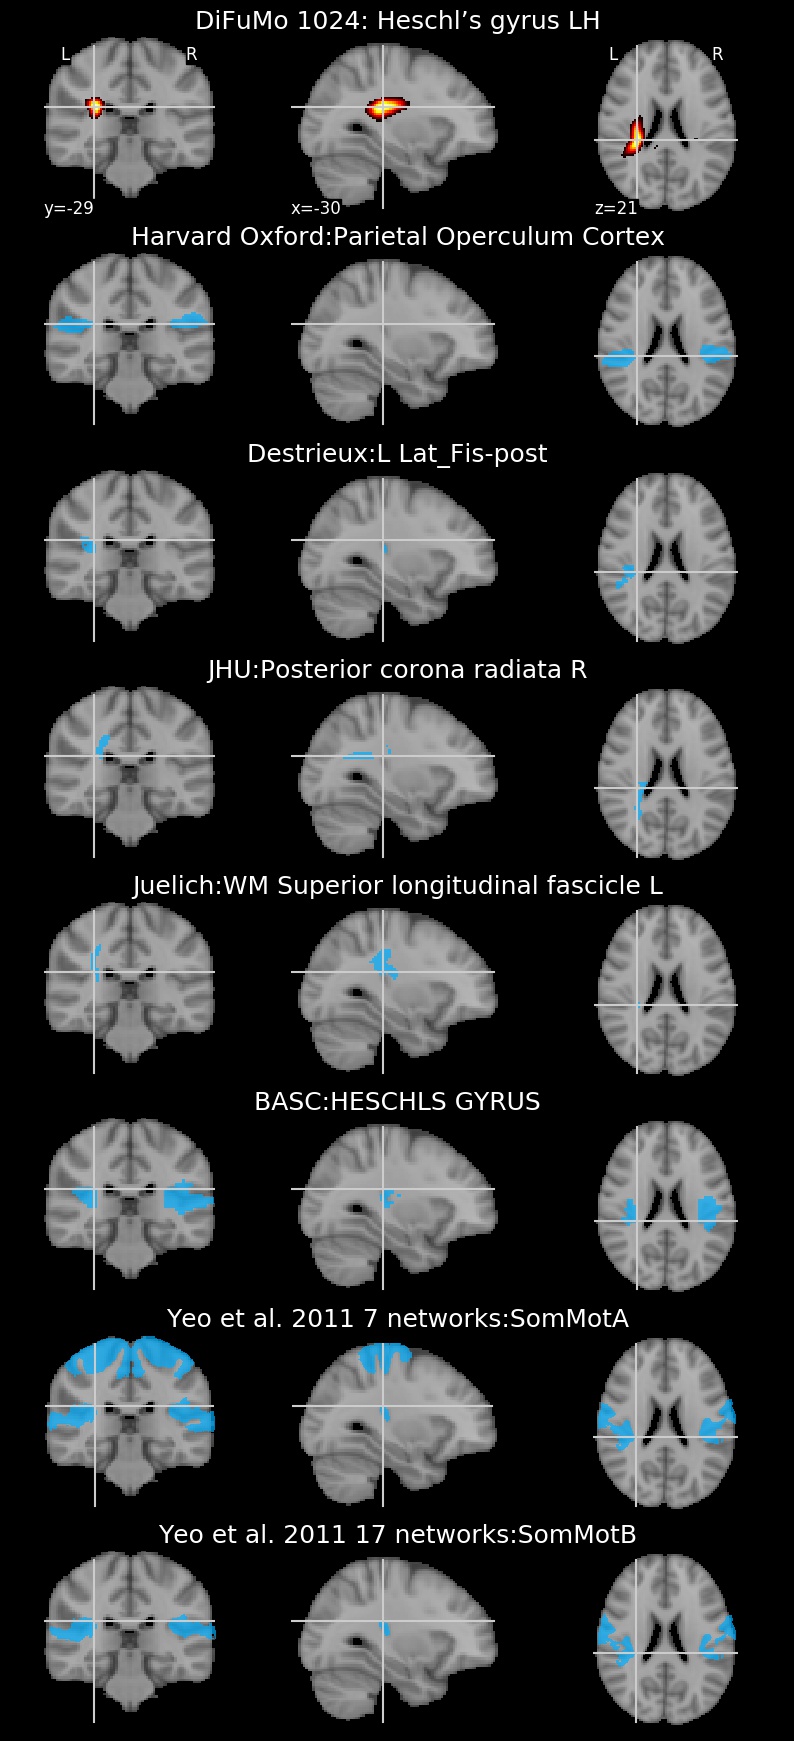 DiFuMo 1024: Heschl’s gyrus LH
L R L R
y=-29 x=-30 z=21
Harvard Oxford:Parietal Operculum Cortex
Destrieux:L Lat_Fis-post
JHU:Posterior corona radiata R
Juelich:WM Superior longitudinal fascicle L
BASC:HESCHLS GYRUS
Yeo et al. 2011 7 networks:SomMotA
Yeo et al. 2011 17 networks:SomMotB